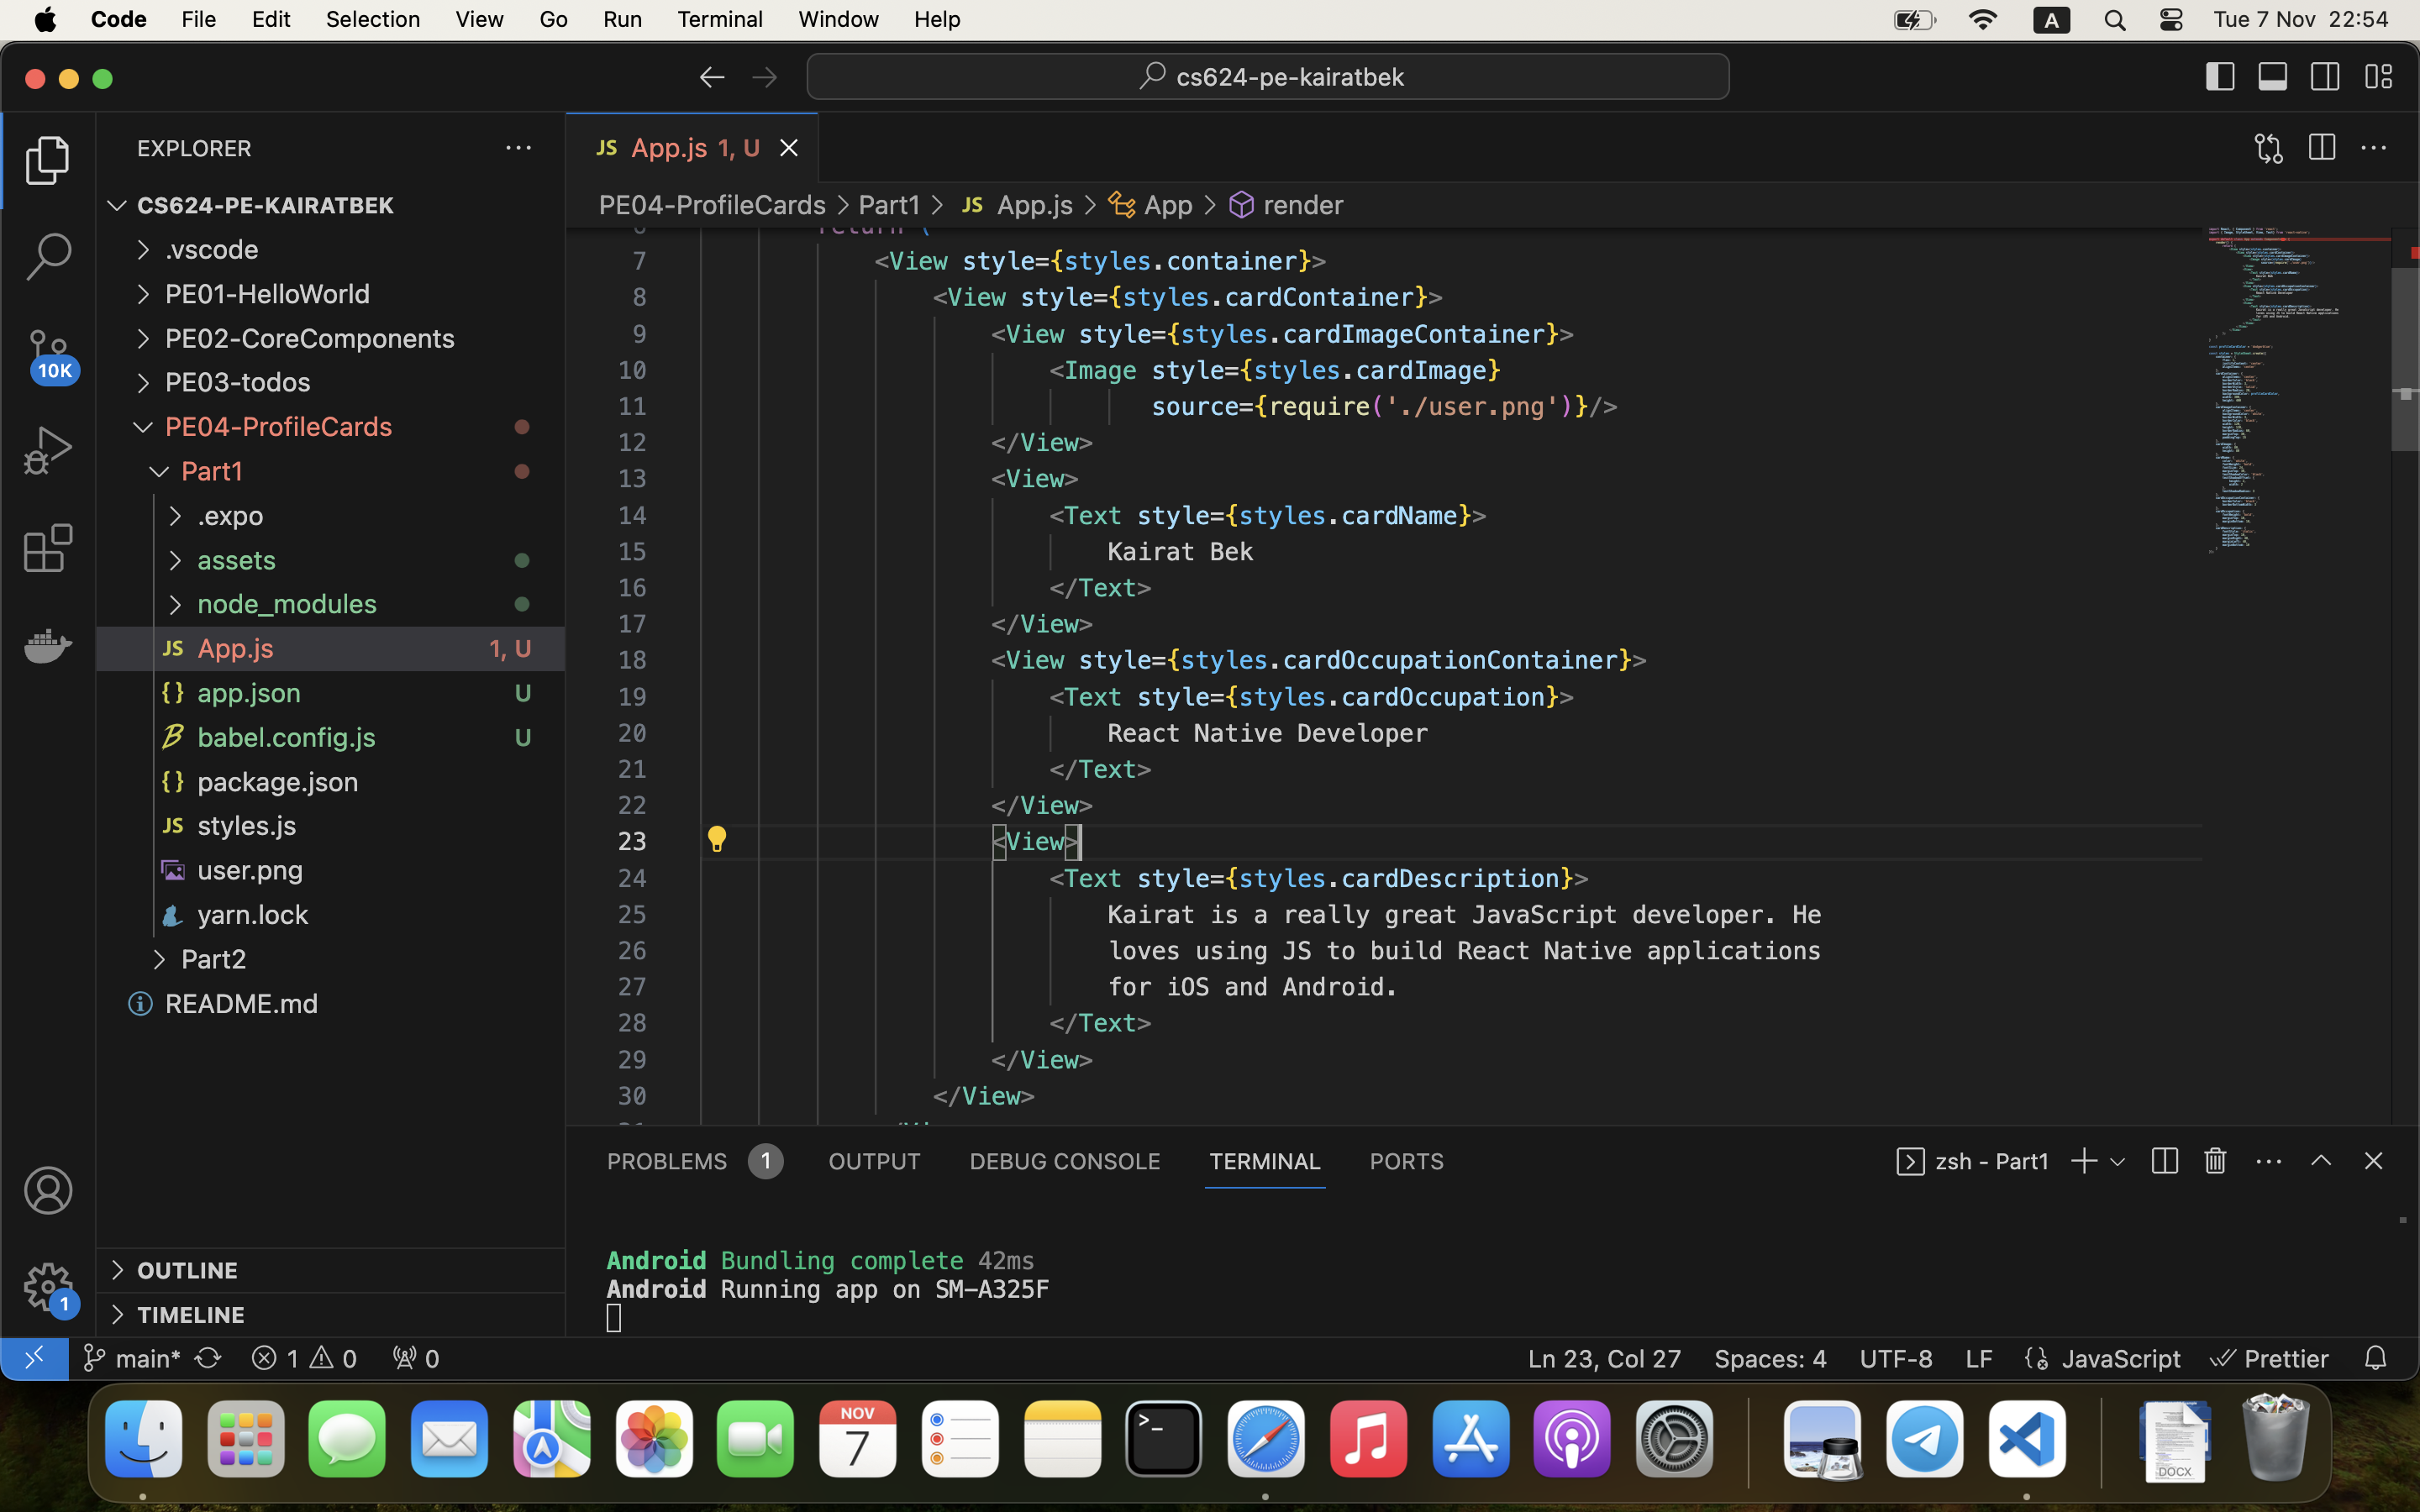 Code File Edit Selection View Go Run Terminal Window Help
A
Tue 7 Nov 22:54
cs624-pe-kairatbek
EXPLORER
CS624-PE-KAIRATBEK
.vscode
PE01-HelloWorld
PE02-CoreComponents
PE03-todos
PE04-ProfileCards
Part1
.expo
assets
node_modules
JS App.js 1, U
{} app.json U
babel.config.js U
{} package.json
JS styles.js
user.png
yarn.lock
Part2
README.md
OUTLINE
TIMELINE
10K
1
JS App.js 1, U
PE04-ProfileCards > Part1 > JS App.js > App > render
7 <View style={styles.container}>
8 <View style={styles.cardContainer}>
9 <View style={styles.cardImageContainer}>
10 <Image style={styles.cardImage}
11 source={require('./user.png')}/>
12 </View>
13 <View>
14 <Text style={styles.cardName}>
15 Kairat Bek
16 </Text>
17 </View>
18 <View style={styles.cardOccupationContainer}>
19 <Text style={styles.cardOccupation}>
20 React Native Developer
21 </Text>
22 </View>
23 <View>
24 <Text style={styles.cardDescription}>
25 Kairat is a really great JavaScript developer. He
26 loves using JS to build React Native applications
27 for iOS and Android.
28 </Text>
29 </View>
30 </View>
PROBLEMS 1 OUTPUT DEBUG CONSOLE TERMINAL PORTS
zsh - Part1
Android Bundling complete 42ms
Android Running app on SM-A325F
main* 1 0 0
Ln 23, Col 27 Spaces: 4 UTF-8 LF JavaScript Prettier
NOV
7
DOCX